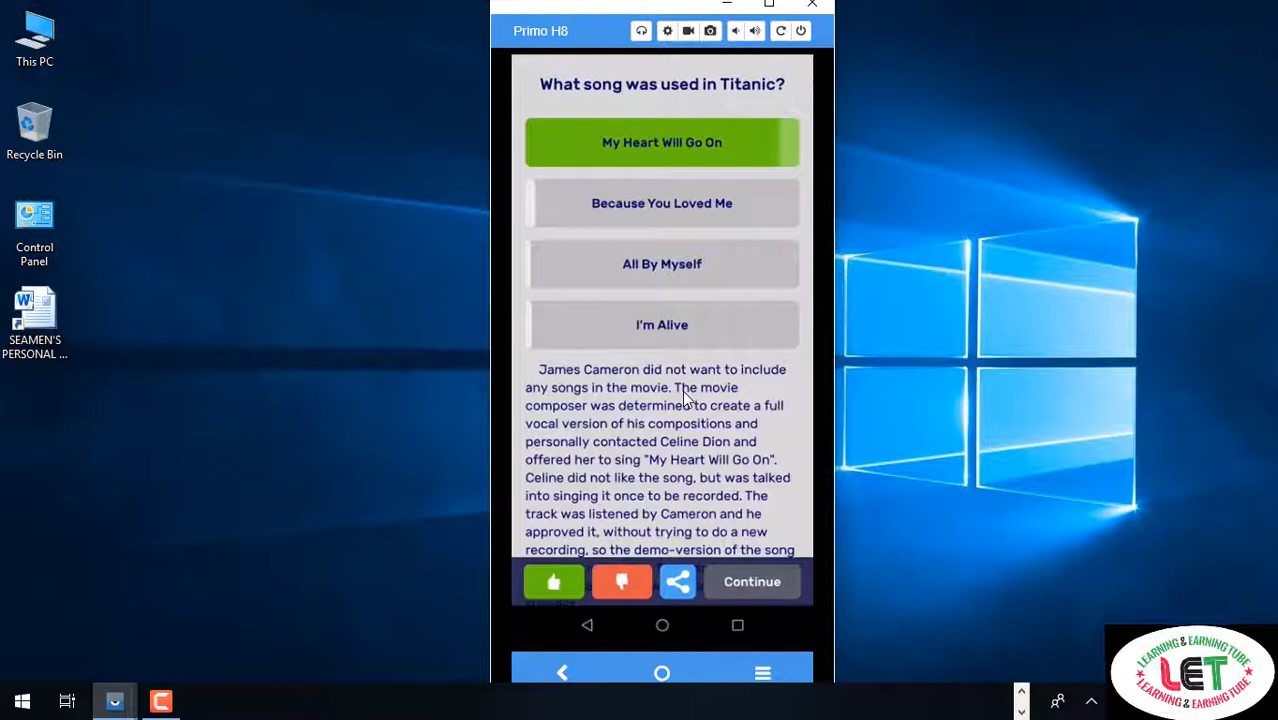 This PC
Recycle Bin
Control
Panel
SEAMEN'S
PERSONAL ...
Primo H8
What song was used in Titanic?
My Heart Will Go On
Because You Loved Me
All By Myself
I'm Alive
James Cameron did not want to include
any songs in the movie. The movie
composer was determined to create a full
vocal version of his compositions and
personally contacted Celine Dion and
offered her to sing "My Heart Will Go On".
Celine did not like the song, but was talked
into singing it once to be recorded. The
track was listened by Cameron and he
approved it, without trying to do a new
recording, so the demo-version of the song
Continue
LEARNING & EARNING TUBE
LET
LEARNING & EARNING TUBE